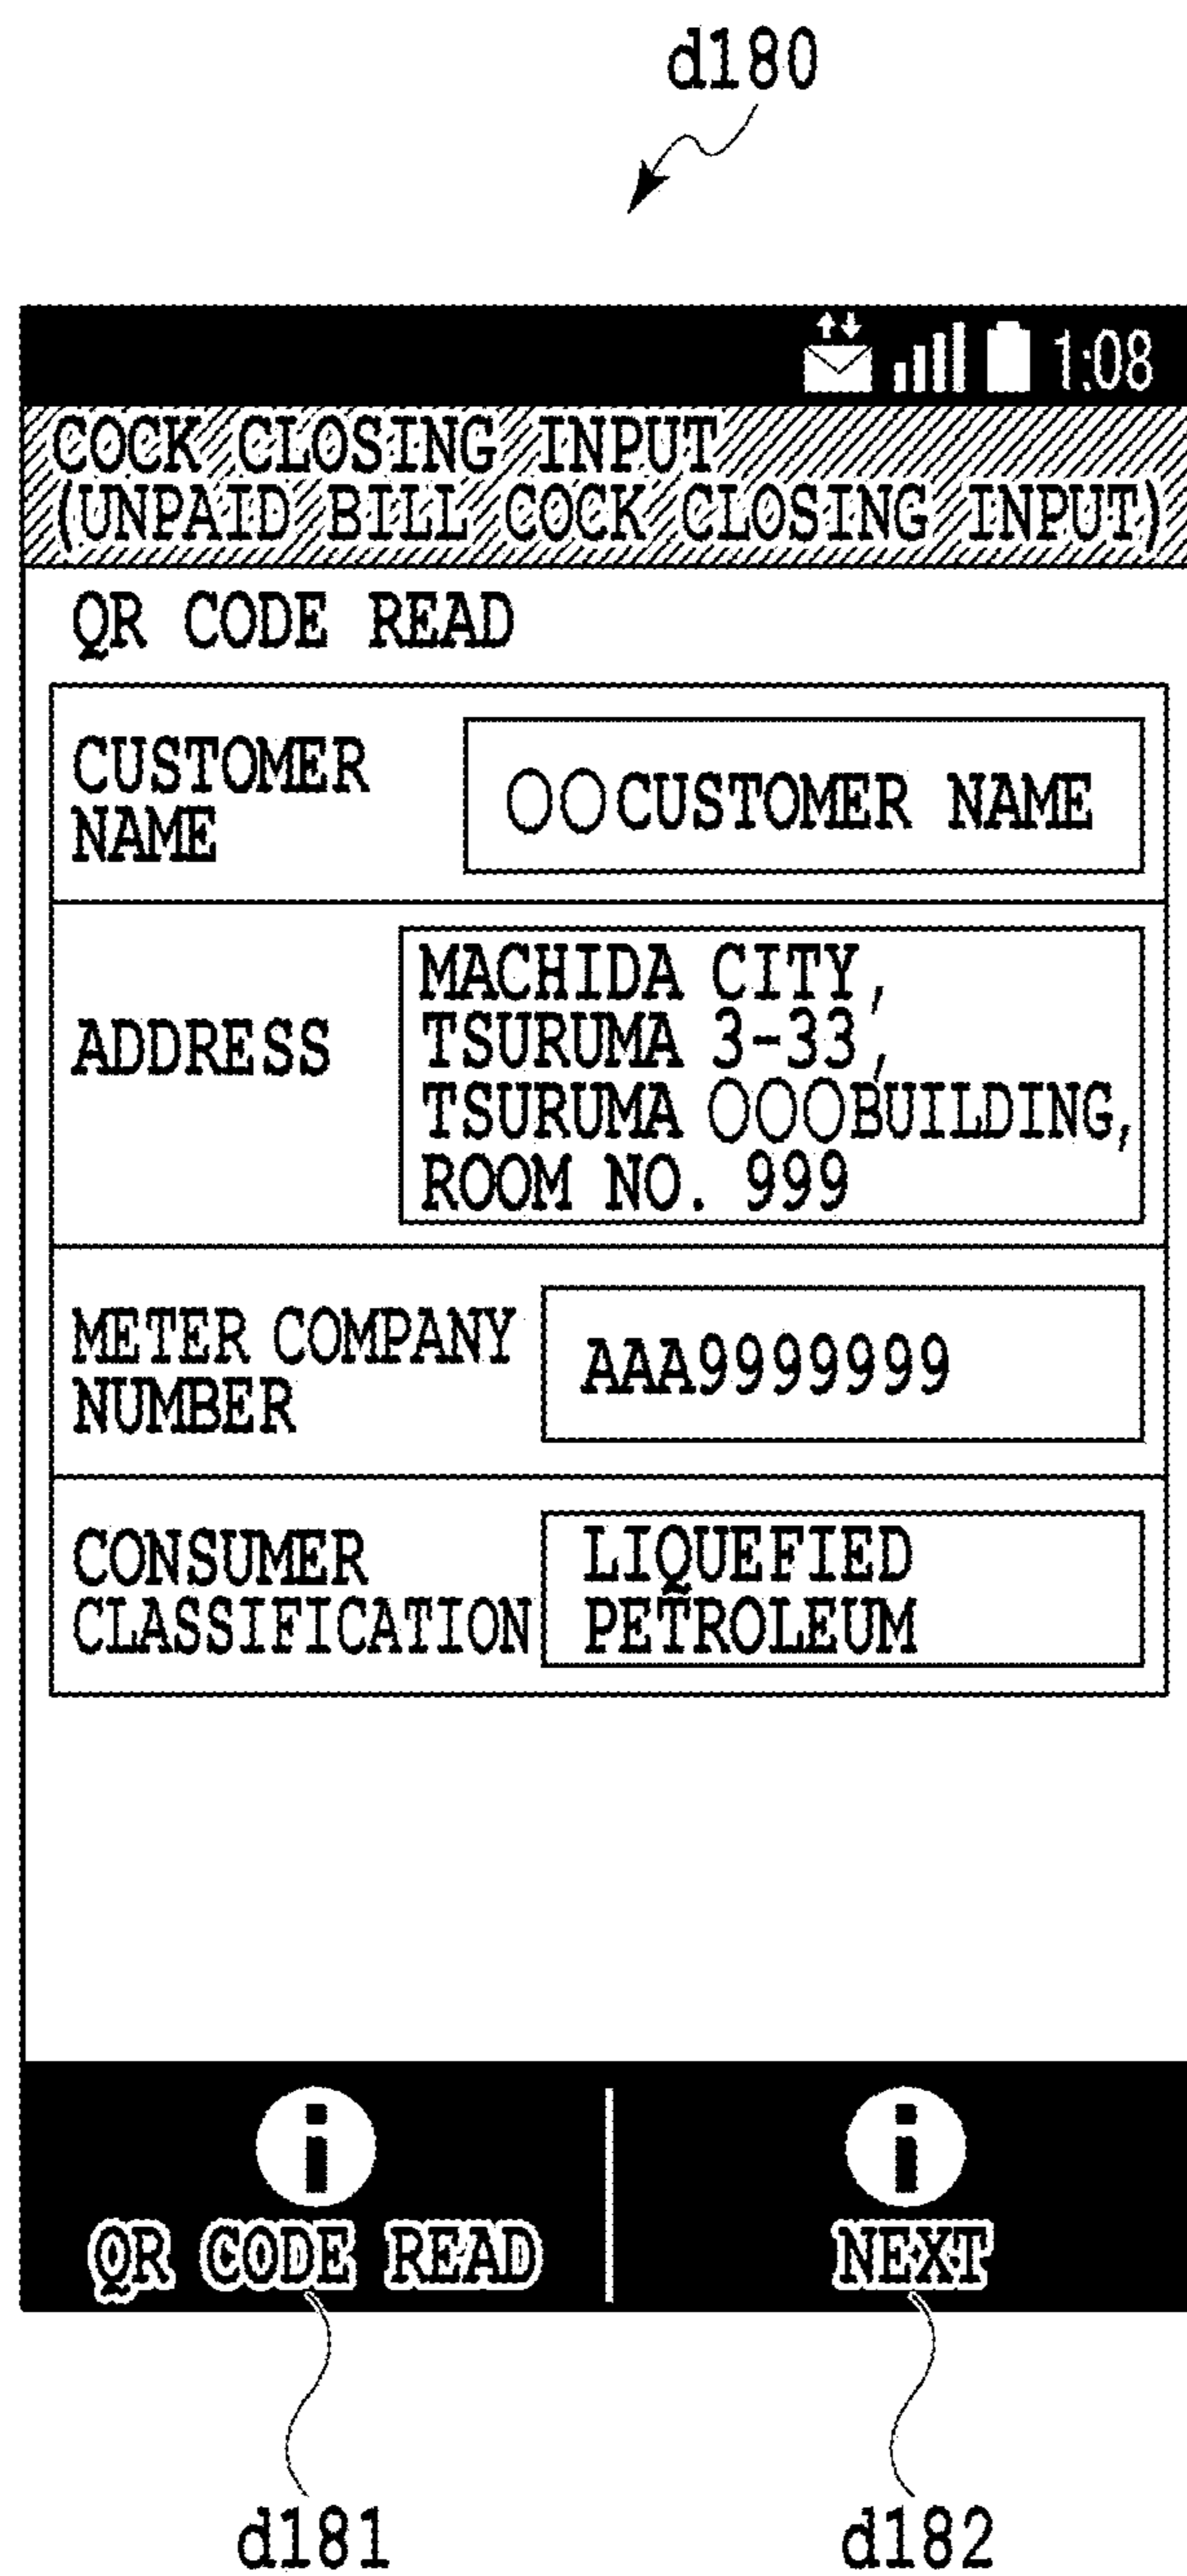 d180
1:08
COCK CLOSING INPUT
(UNPAID BILL COCK CLOSING INPUT)
QR CODE READ
CUSTOMER
NAME
○○CUSTOMER NAME
ADDRESS
MACHIDA CITY,
TSURUMA 3-33,
TSURUMA ○○○BUILDING,
ROOM NO. 999
METER COMPANY
NUMBER
AAA9999999
CONSUMER
CLASSIFICATION
LIQUEFIED
PETROLEUM
QR CODE READ
NEXT
d181
d182